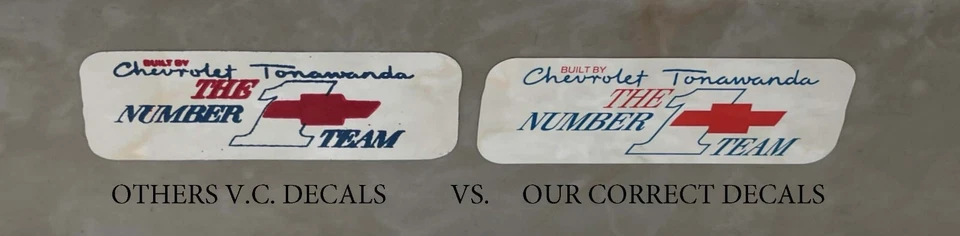 BUILT BY
Chevrolet Tonawanda
THE
NUMBER 1
TEAM
BUILT BY
Chevrolet Tonawanda
THE
NUMBER 1
TEAM
OTHERS V.C. DECALS VS. OUR CORRECT DECALS